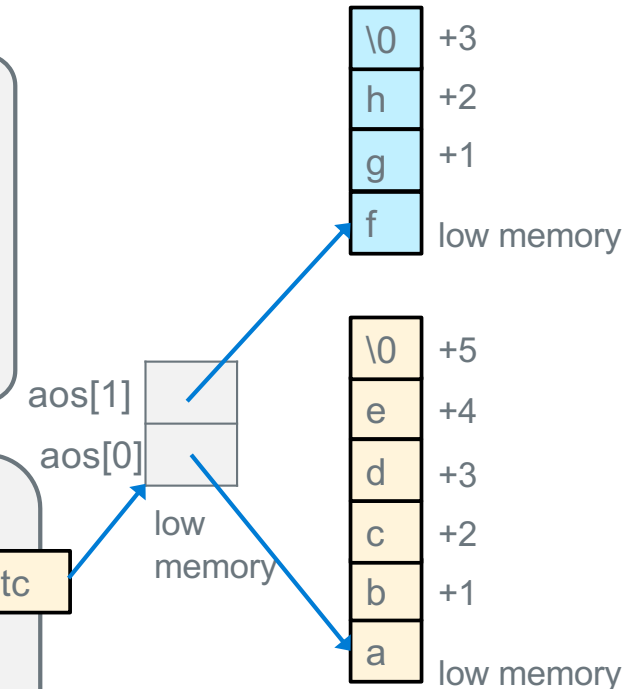 \0 +3
h +2
g +1
f low memory
\0 +5
aos[1]
e +4
aos[0]
d +3
low
memory
c +2
tc
b +1
a low memory